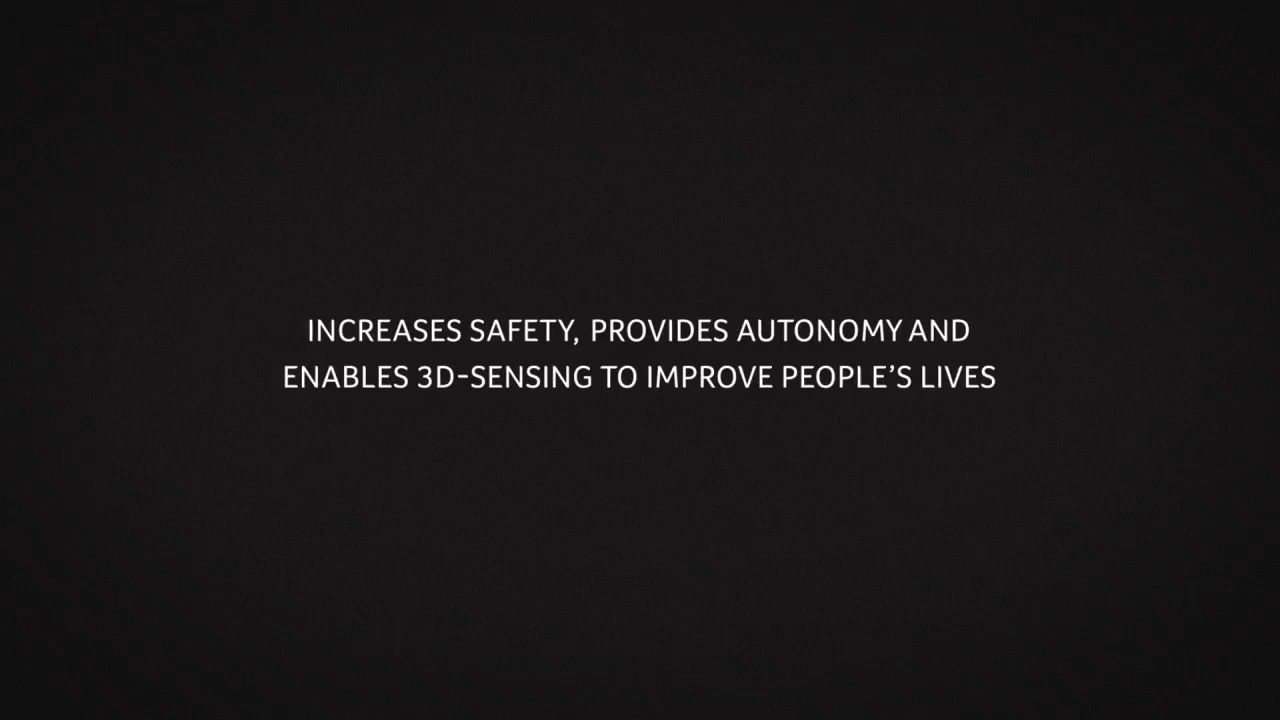 INCREASES SAFETY, PROVIDES AUTONOMY AND
ENABLES 3D-SENSING TO IMPROVE PEOPLE’S LIVES